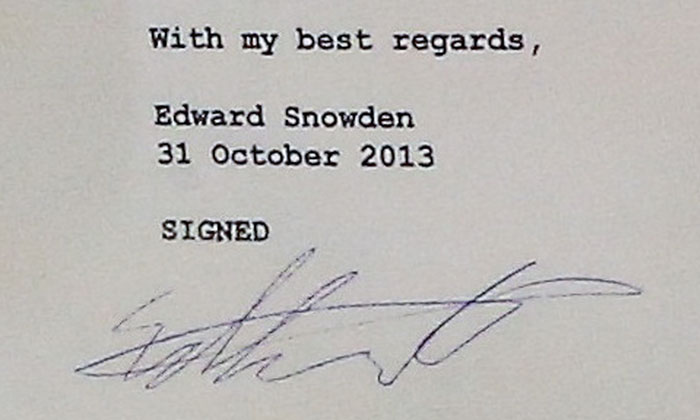 With my best regards,
Edward Snowden
31 October 2013
SIGNED